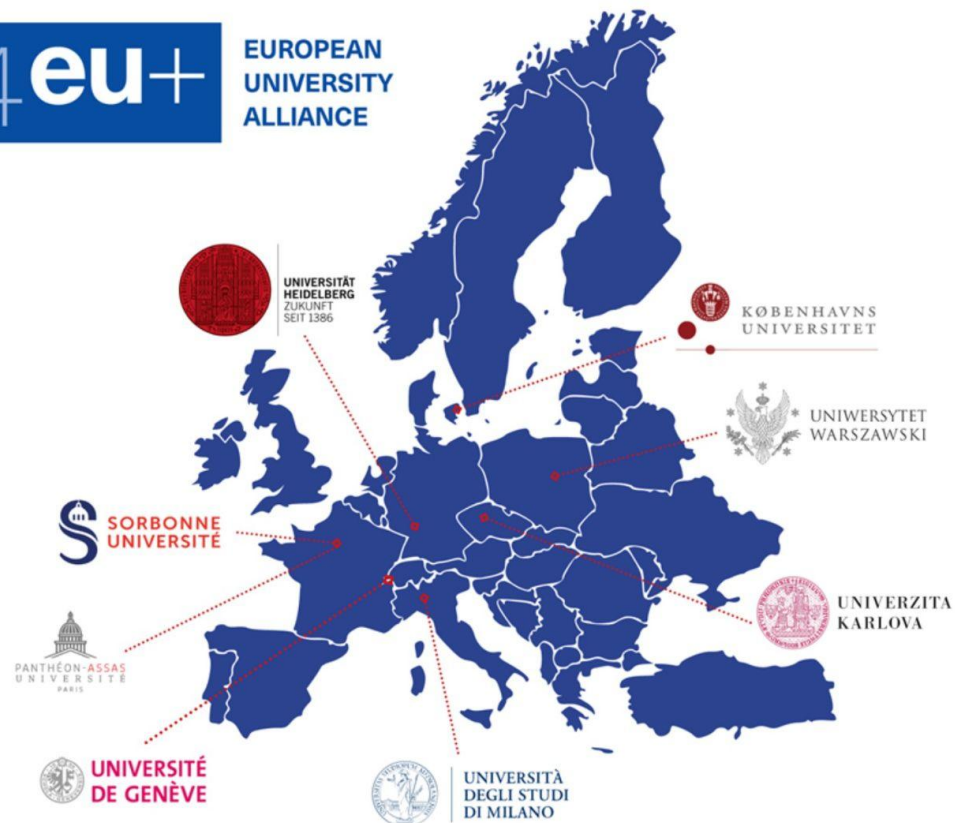 4eu+
EUROPEAN
UNIVERSITY
ALLIANCE
UNIVERSITÄT
HEIDELBERG
ZUKUNFT
SEIT 1386
KØBENHAVNS
UNIVERSITET
UNIWERSYTET
WARSZAWSKI
SORBONNE
UNIVERSITÉ
UNIVERZITA
KARLOVA
PANTHÉON-ASSAS
UNIVERSITÉ
PARIS
UNIVERSITÉ
DE GENÈVE
UNIVERSITÀ
DEGLI STUDI
DI MILANO